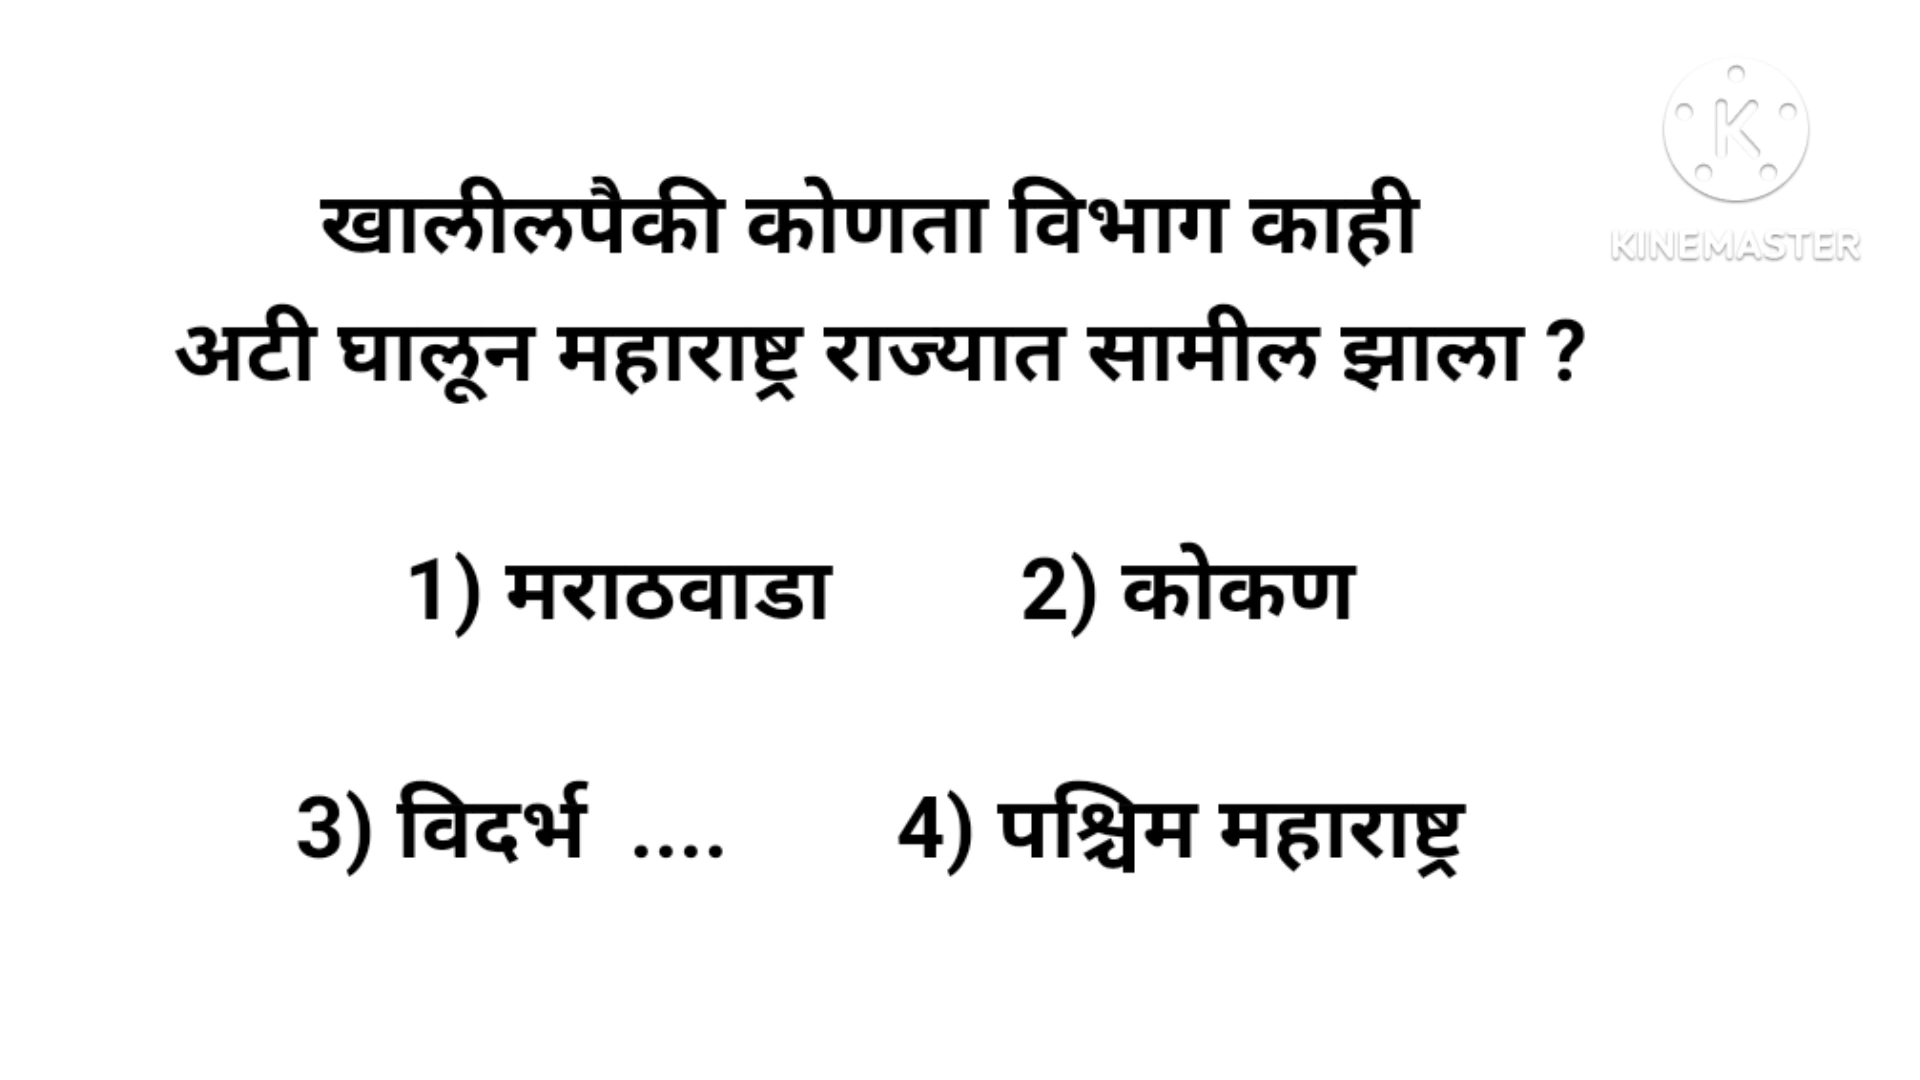 खालीलपैकी कोणता विभाग काही
अटी घालून महाराष्ट्र राज्यात सामील झाला ?
1) मराठवाडा 2) कोकण
3) विदर्भ .... 4) पश्चिम महाराष्ट्र
K
KINEMASTER